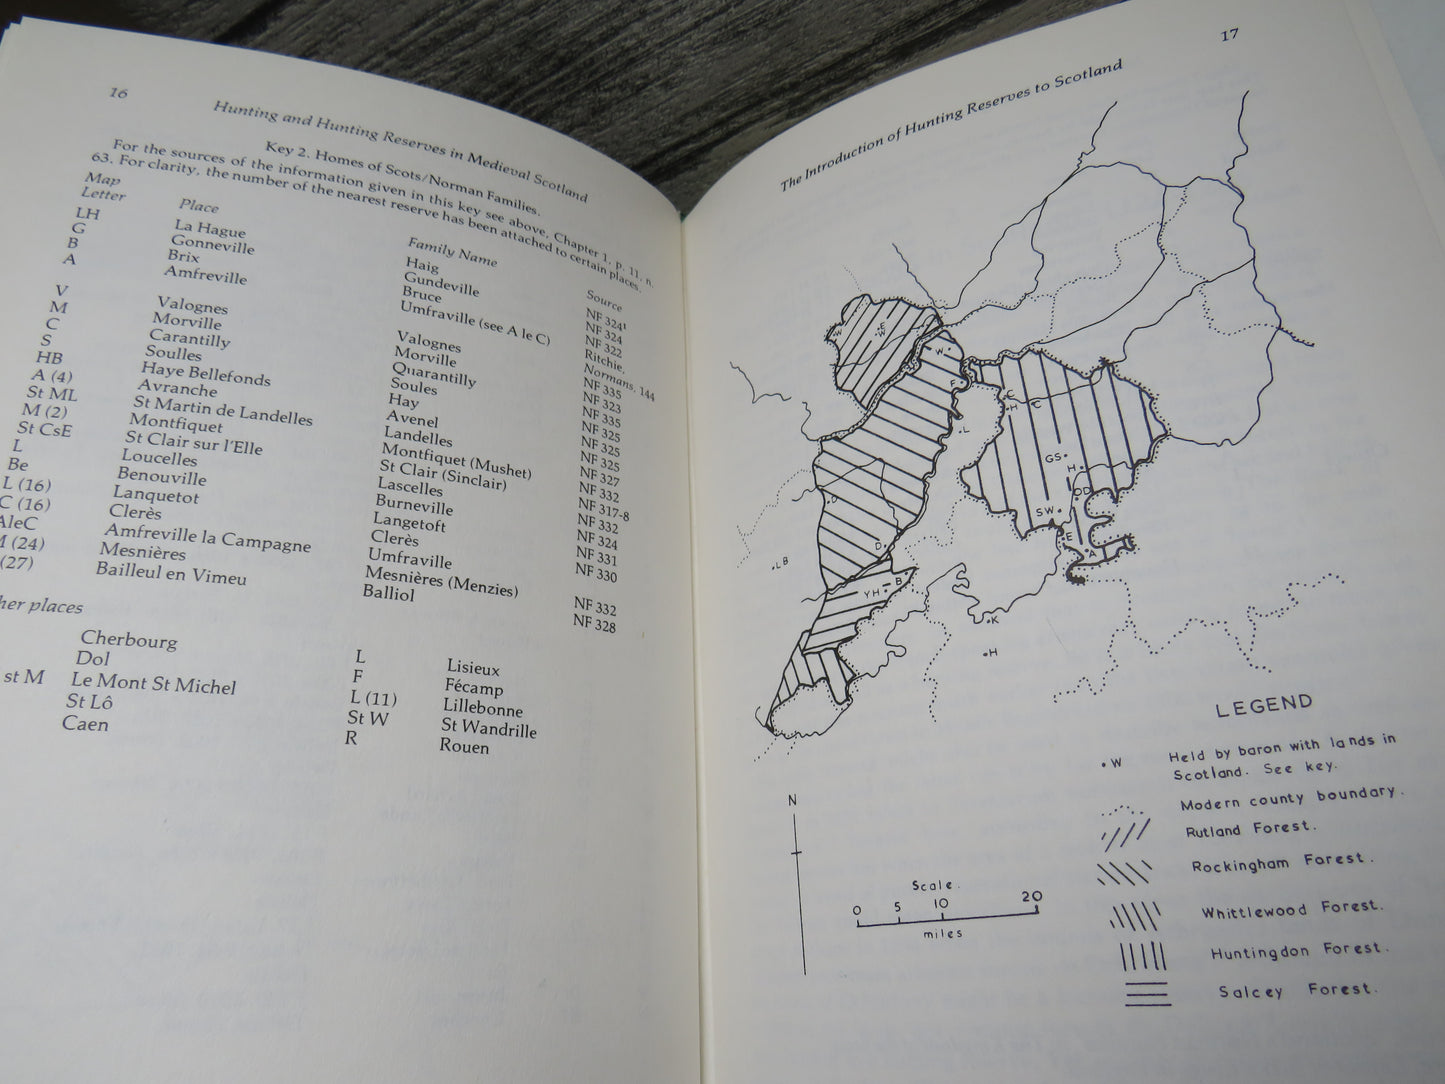 16
Hunting and Hunting Reserves in Medieval Scotland
Key 2. Homes of Scots/Norman Families.
For the sources of the information given in this key see above, Chapter 1, p. 11, n.
63. For clarity, the number of the nearest reserve has been attached to certain places.
Map
Letter Place Family Name Source
LH La Hague Haig NF 324¹
G Gonneville Gundeville NF 324
B Brix Bruce NF 322
A Amfreville Umfraville (see A le C) Ritchie,
Normans, 144
V Valognes Valognes NF 335
M Morville Morville NF 323
C Carantilly Quarantilly NF 335
S Soulles Soules NF 325
HB Haye Bellefonds Hay NF 325
A (4) Avranche Avenel NF 325
St ML St Martin de Landelles Landelles NF 327
M (2) Montfiquet Montfiquet (Mushet) NF 332
St CsE St Clair sur l'Elle St Clair (Sinclair) NF 317-8
L Loucelles Lascelles NF 332
Be Benouville Burneville NF 324
L (16) Lanquetot Langetoft NF 331
C (16) Clerès Clerès NF 330
AleC Amfreville la Campagne Umfraville
M (24) Mesnières Mesnières (Menzies) NF 332
(27) Bailleul en Vimeu Balliol NF 328
her places
Cherbourg L Lisieux
Dol F Fécamp
st M Le Mont St Michel L (11) Lillebonne
St Lô St W St Wandrille
Caen R Rouen
17
The Introduction of Hunting Reserves to Scotland
W
E
W
W
F
C
H
C
L
GS
H
OD
SW
E
A
D
LB
B
YH
K
H
LEGEND
W Held by baron with lands in
Scotland. See key.
Modern county boundary.
Rutland Forest.
Rockingham Forest.
Whittlewood Forest.
Huntingdon Forest.
Salcey Forest.
N
Scale.
0 5 10 20
miles